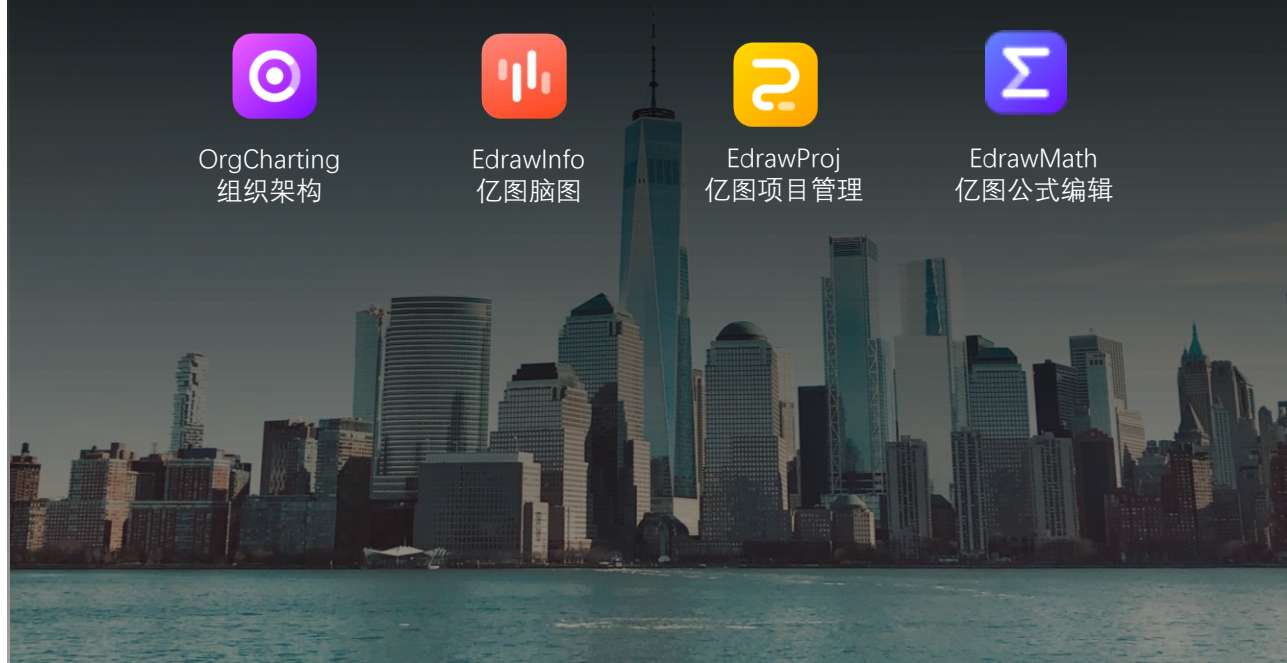 OrgCharting
组织架构
EdrawInfo
亿图脑图
EdrawProj
亿图项目管理
EdrawMath
亿图公式编辑